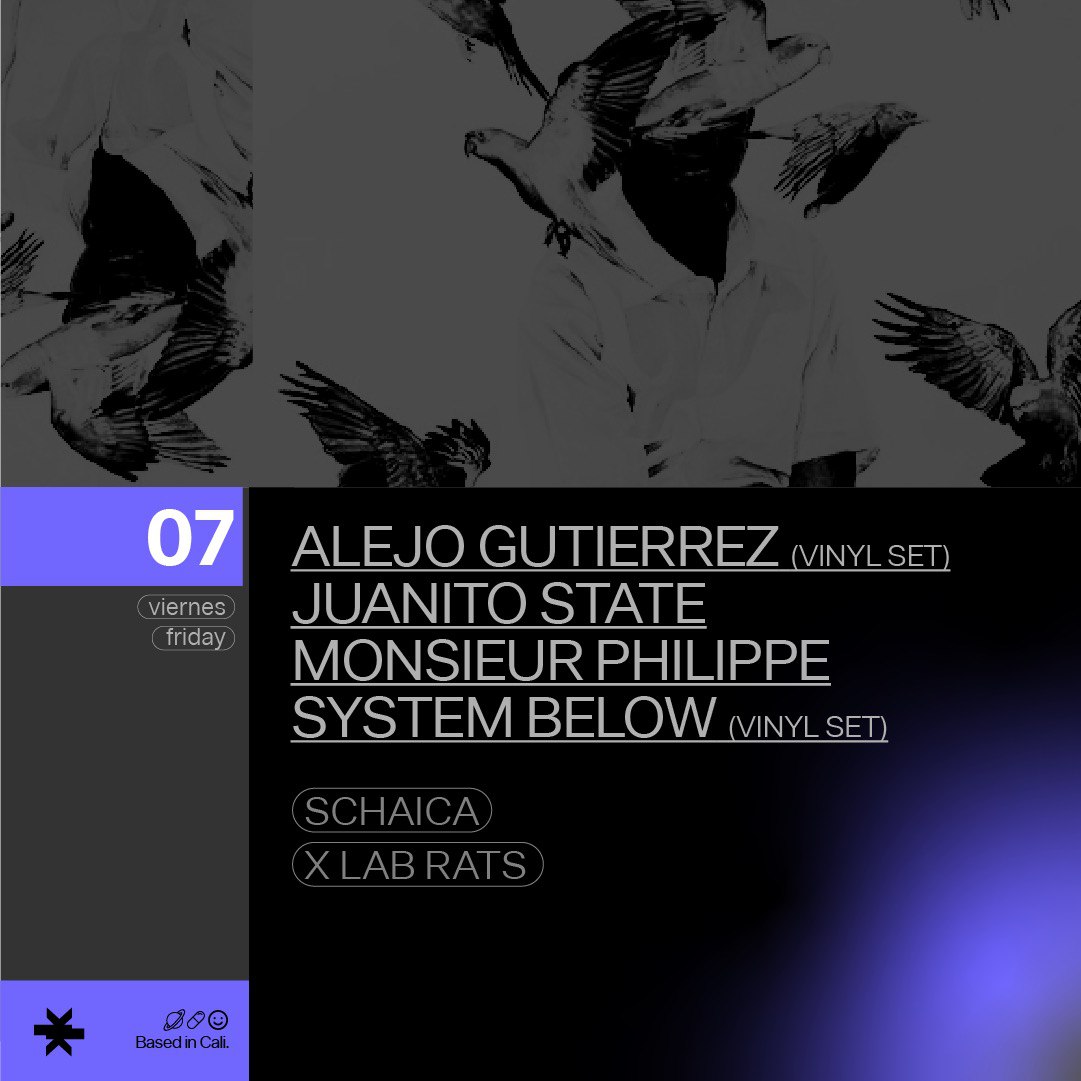 07
viernes
friday
ALEJO GUTIERREZ (VINYL SET)
JUANITO STATE
MONSIEUR PHILIPPE
SYSTEM BELOW (VINYL SET)
SCHAICA
X LAB RATS
Based in Cali.